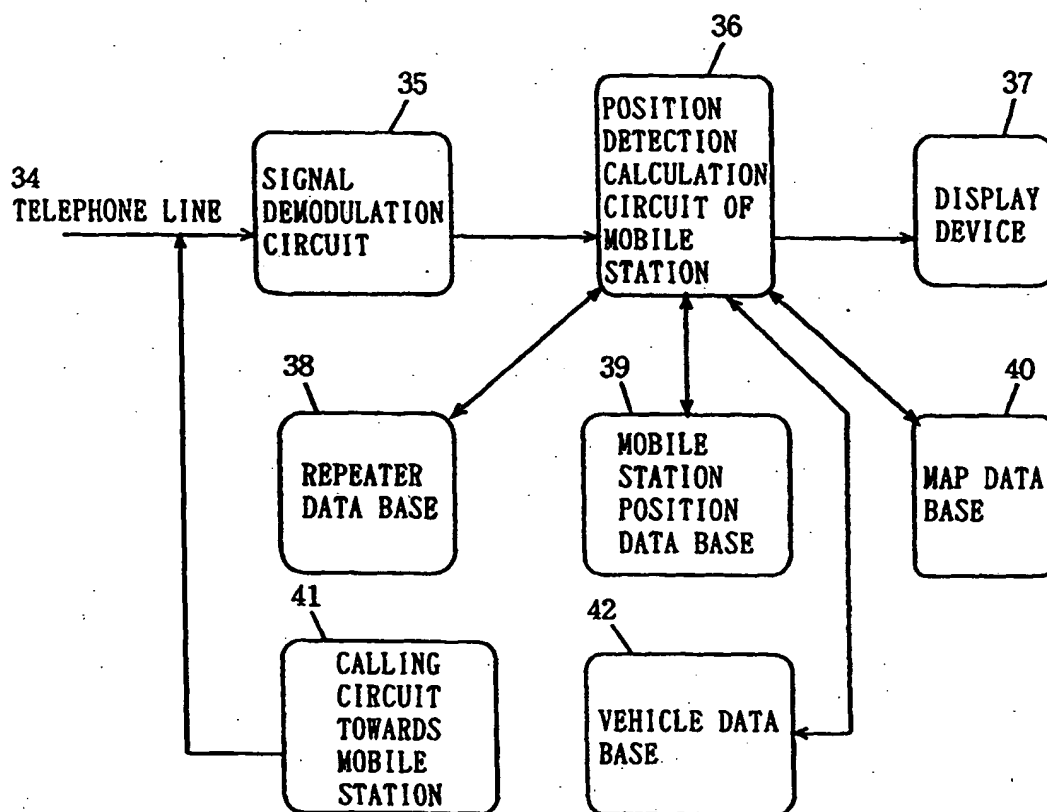 36
35
37
POSITION
DETECTION
CALCULATION
CIRCUIT OF
MOBILE
STATION
34
TELEPHONE LINE
SIGNAL
DEMODULATION
CIRCUIT
DISPLAY
DEVICE
38
39
40
REPEATER
DATA BASE
MOBILE
STATION
POSITION
DATA BASE
MAP DATA
BASE
41
42
CALLING
CIRCUIT
TOWARDS
MOBILE
STATION
VEHICLE DATA
BASE